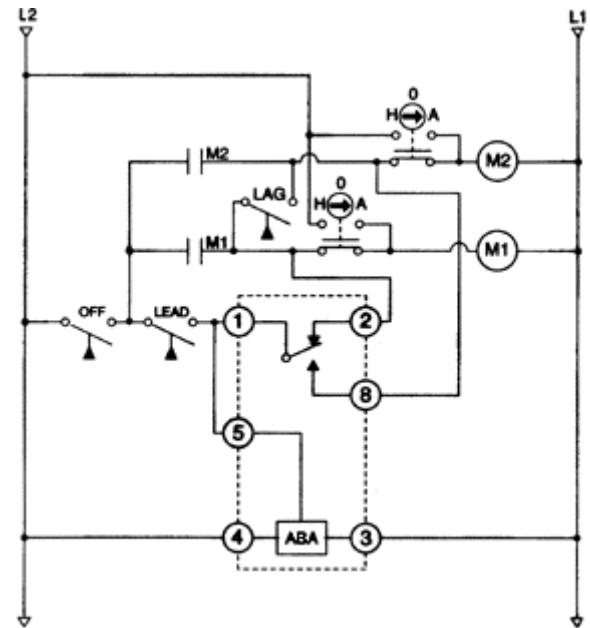 L2 L1
0
H A
M2 M2
LAG 0
H A
M1 M1
OFF LEAD 1 2
8
5
4 ABA 3